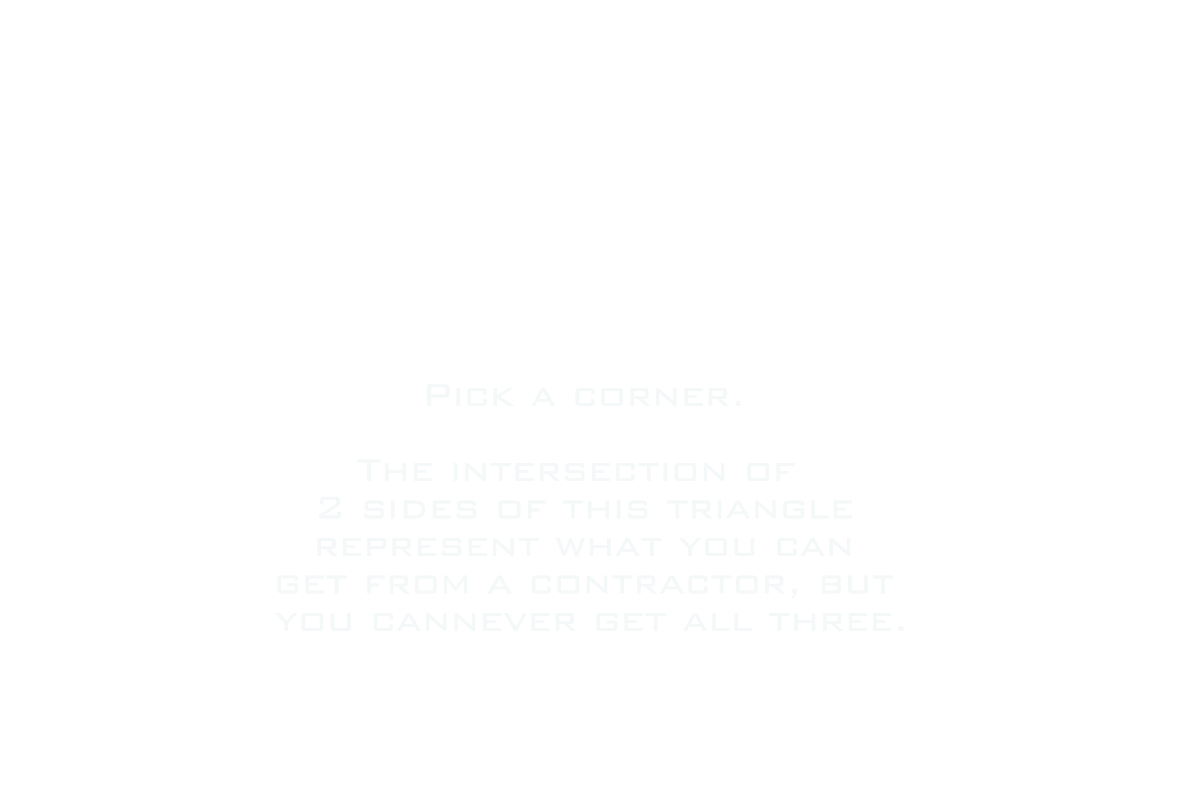 Pick a corner.
The intersection of
2 sides of this triangle
represent what you can
get from a contractor, but
you cannever get all three.